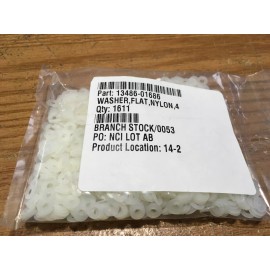 Part: 13486-01686
WASHER,FLAT,NYLON,4
Qty: 1611
BRANCH STOCK/0053
PO: NCI LOT AB
Product Location: 14-2